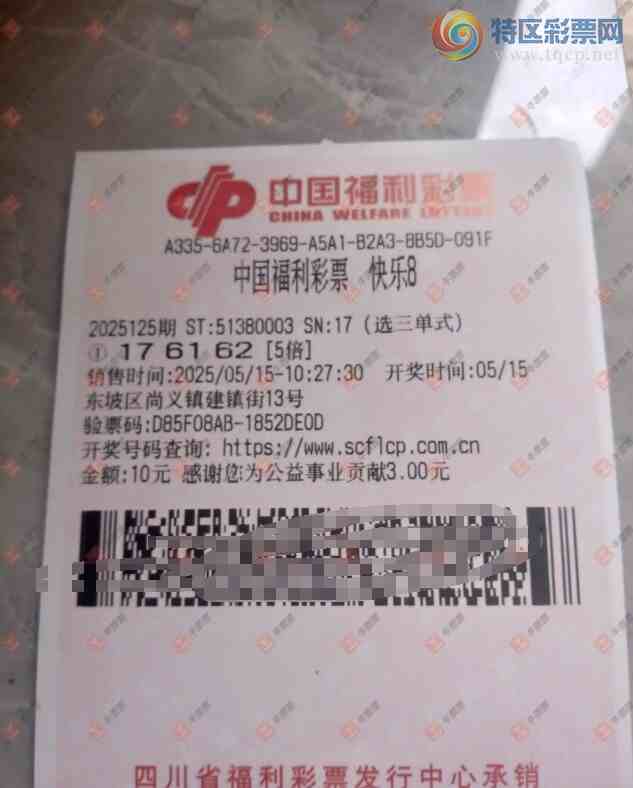 特区彩票网
www.tqcp.net
中国福利彩票
CHINA WELFARE LOTTERY
A335-6A72-3969-A5A1-B2A3-BB5D-091F
中国福利彩票 快乐8
2025125期 ST:51380003 SN:17 (选三单式)
① 17 61 62 [5倍]
销售时间:2025/05/15-10:27:30 开奖时间:05/15
东坡区尚义镇建镇街13号
验票码:D85F08AB-1852DE0D
开奖号码查询: https://www.scflcp.com.cn
金额:10元 感谢您为公益事业贡献3.00元
四川省福利彩票发行中心承销